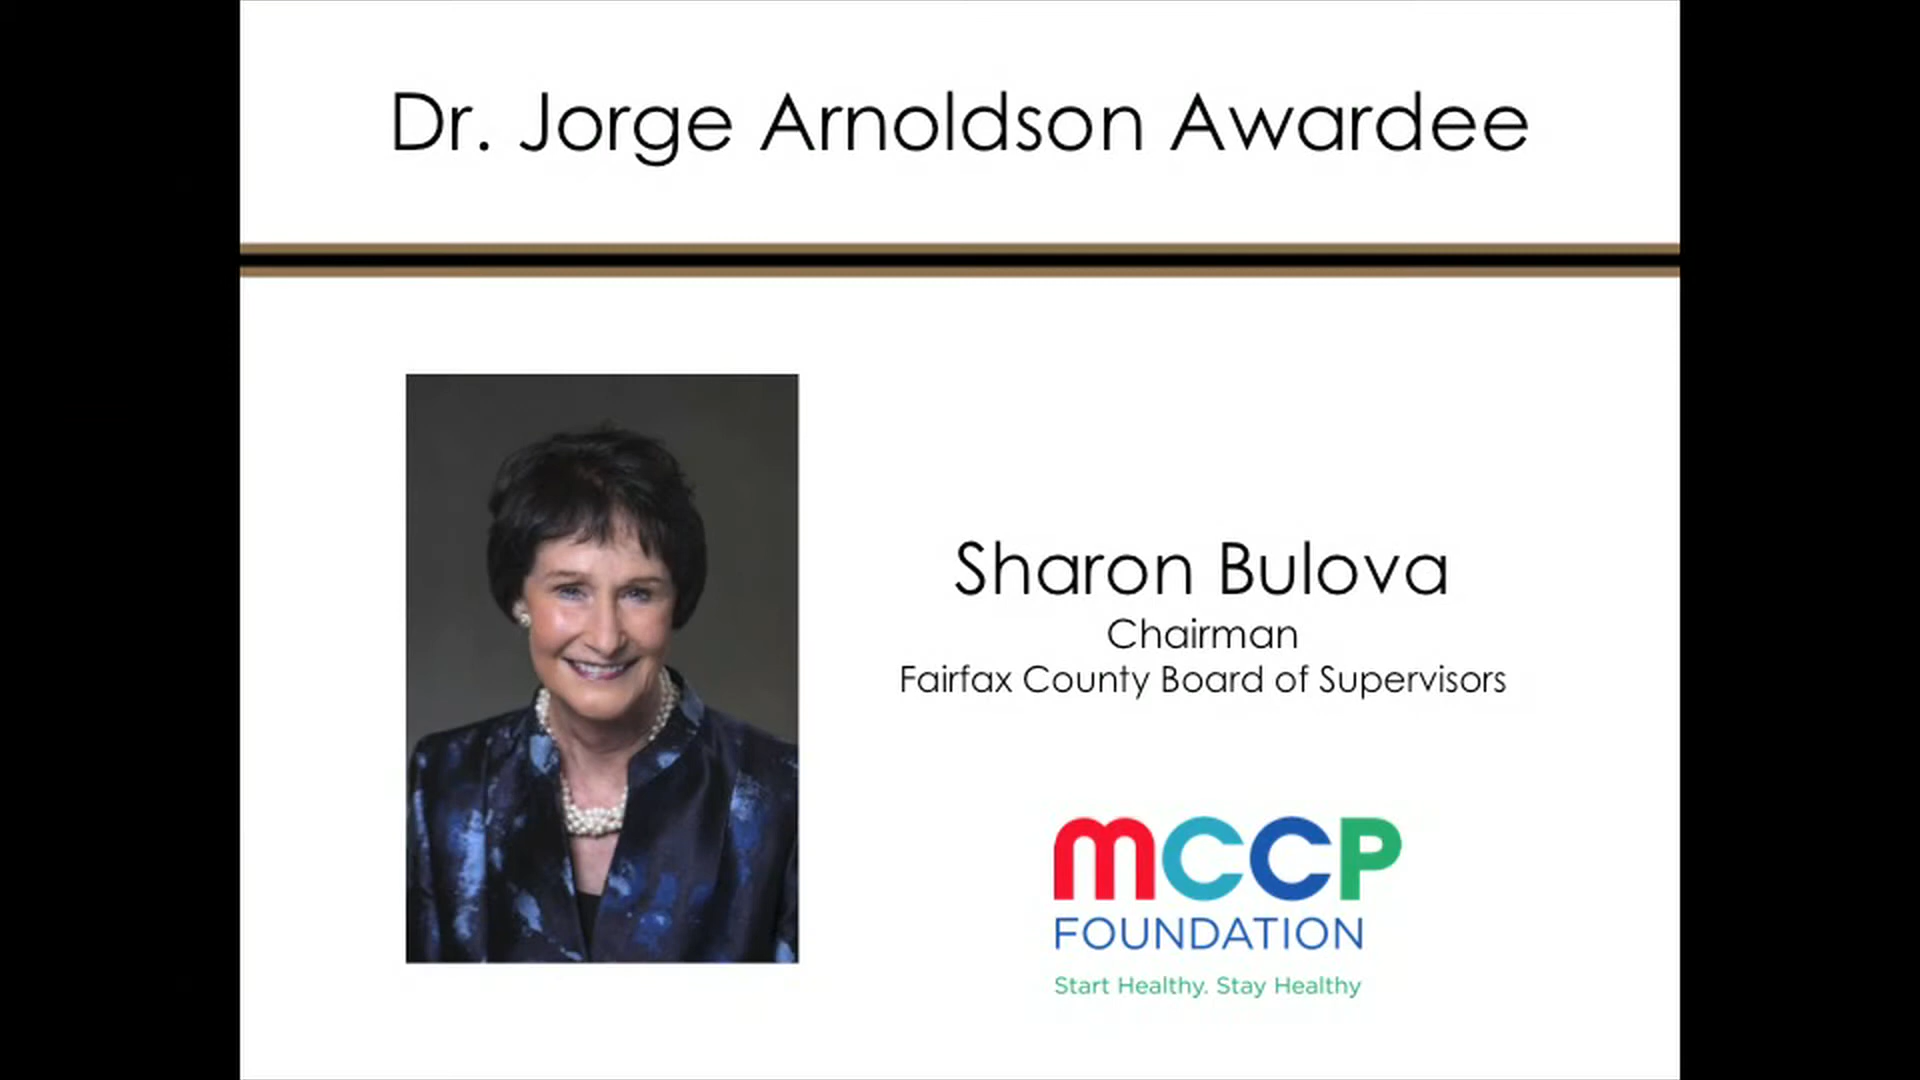 Dr. Jorge Arnoldson Awardee
Sharon Bulova
Chairman
Fairfax County Board of Supervisors
mCCP
FOUNDATION
Start Healthy. Stay Healthy